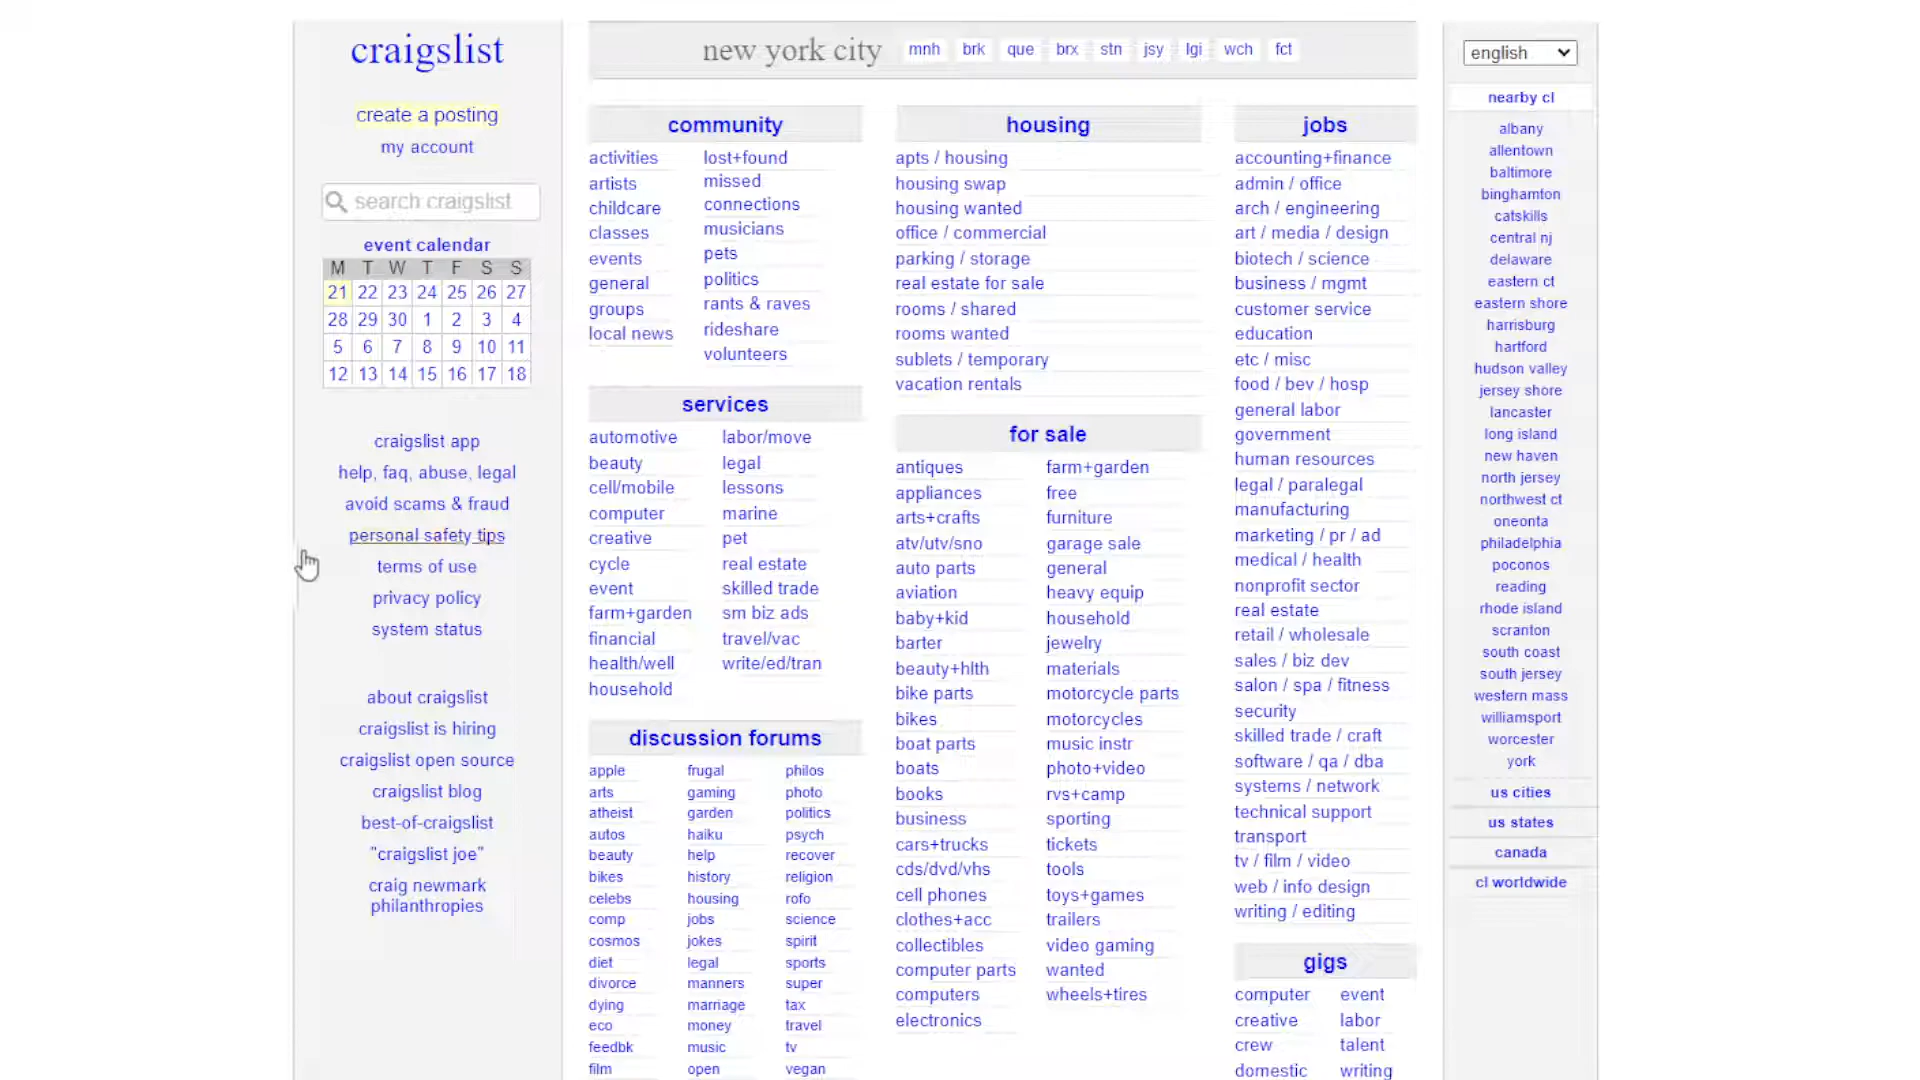 craigslist
create a posting
my account
search craigslist
event calendar
M T W T F S S
21 22 23 24 25 26 27
28 29 30 1 2 3 4
5 6 7 8 9 10 11
12 13 14 15 16 17 18
craigslist app
help, faq, abuse, legal
avoid scams & fraud
personal safety tips
terms of use
privacy policy
system status
about craigslist
craigslist is hiring
craigslist open source
craigslist blog
best-of-craigslist
"craigslist joe"
craig newmark
philanthropies
new york city mnh brk que brx stn jsy lgi wch fct
community
activities
artists
childcare
classes
events
general
groups
local news
lost+found
missed
connections
musicians
pets
politics
rants & raves
rideshare
volunteers
services
automotive
beauty
cell/mobile
computer
creative
cycle
event
farm+garden
financial
health/well
household
labor/move
legal
lessons
marine
pet
real estate
skilled trade
sm biz ads
travel/vac
write/ed/tran
discussion forums
apple
arts
atheist
autos
beauty
bikes
celebs
comp
cosmos
diet
divorce
dying
eco
feedbk
film
frugal
gaming
garden
haiku
help
history
housing
jobs
jokes
legal
manners
marriage
money
music
open
philos
photo
politics
psych
recover
religion
rofo
science
spirit
sports
super
tax
travel
tv
vegan
housing
apts / housing
housing swap
housing wanted
office / commercial
parking / storage
real estate for sale
rooms / shared
rooms wanted
sublets / temporary
vacation rentals
for sale
antiques
appliances
arts+crafts
atv/utv/sno
auto parts
aviation
baby+kid
barter
beauty+hlth
bike parts
bikes
boat parts
boats
books
business
cars+trucks
cds/dvd/vhs
cell phones
clothes+acc
collectibles
computer parts
computers
electronics
farm+garden
free
furniture
garage sale
general
heavy equip
household
jewelry
materials
motorcycle parts
motorcycles
music instr
photo+video
rvs+camp
sporting
tickets
tools
toys+games
trailers
video gaming
wanted
wheels+tires
jobs
accounting+finance
admin / office
arch / engineering
art / media / design
biotech / science
business / mgmt
customer service
education
etc / misc
food / bev / hosp
general labor
government
human resources
legal / paralegal
manufacturing
marketing / pr / ad
medical / health
nonprofit sector
real estate
retail / wholesale
sales / biz dev
salon / spa / fitness
security
skilled trade / craft
software / qa / dba
systems / network
technical support
transport
tv / film / video
web / info design
writing / editing
gigs
computer
creative
crew
domestic
event
labor
talent
writing
english
nearby cl
albany
allentown
baltimore
binghamton
catskills
central nj
delaware
eastern ct
eastern shore
harrisburg
hartford
hudson valley
jersey shore
lancaster
long island
new haven
north jersey
northwest ct
oneonta
philadelphia
poconos
reading
rhode island
scranton
south coast
south jersey
western mass
williamsport
worcester
york
us cities
us states
canada
cl worldwide